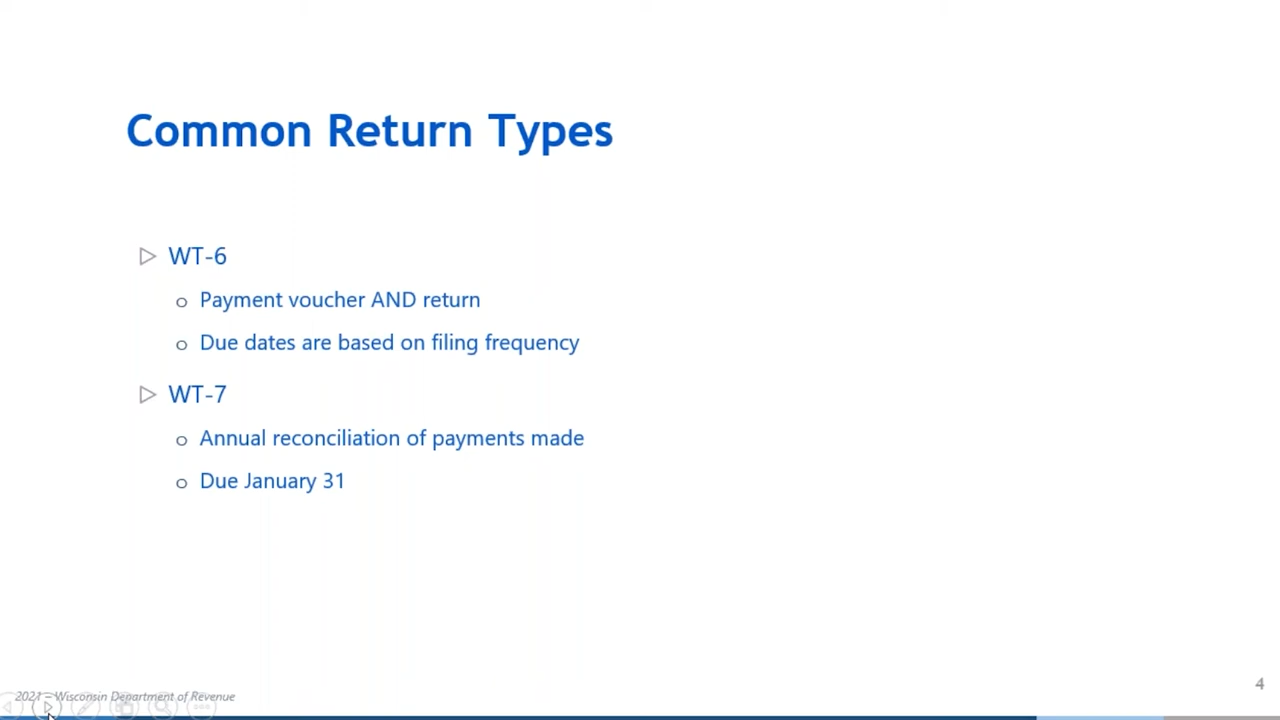 Common Return Types
WT-6
Payment voucher AND return
Due dates are based on filing frequency
WT-7
Annual reconciliation of payments made
Due January 31
2021 – Wisconsin Department of Revenue
4